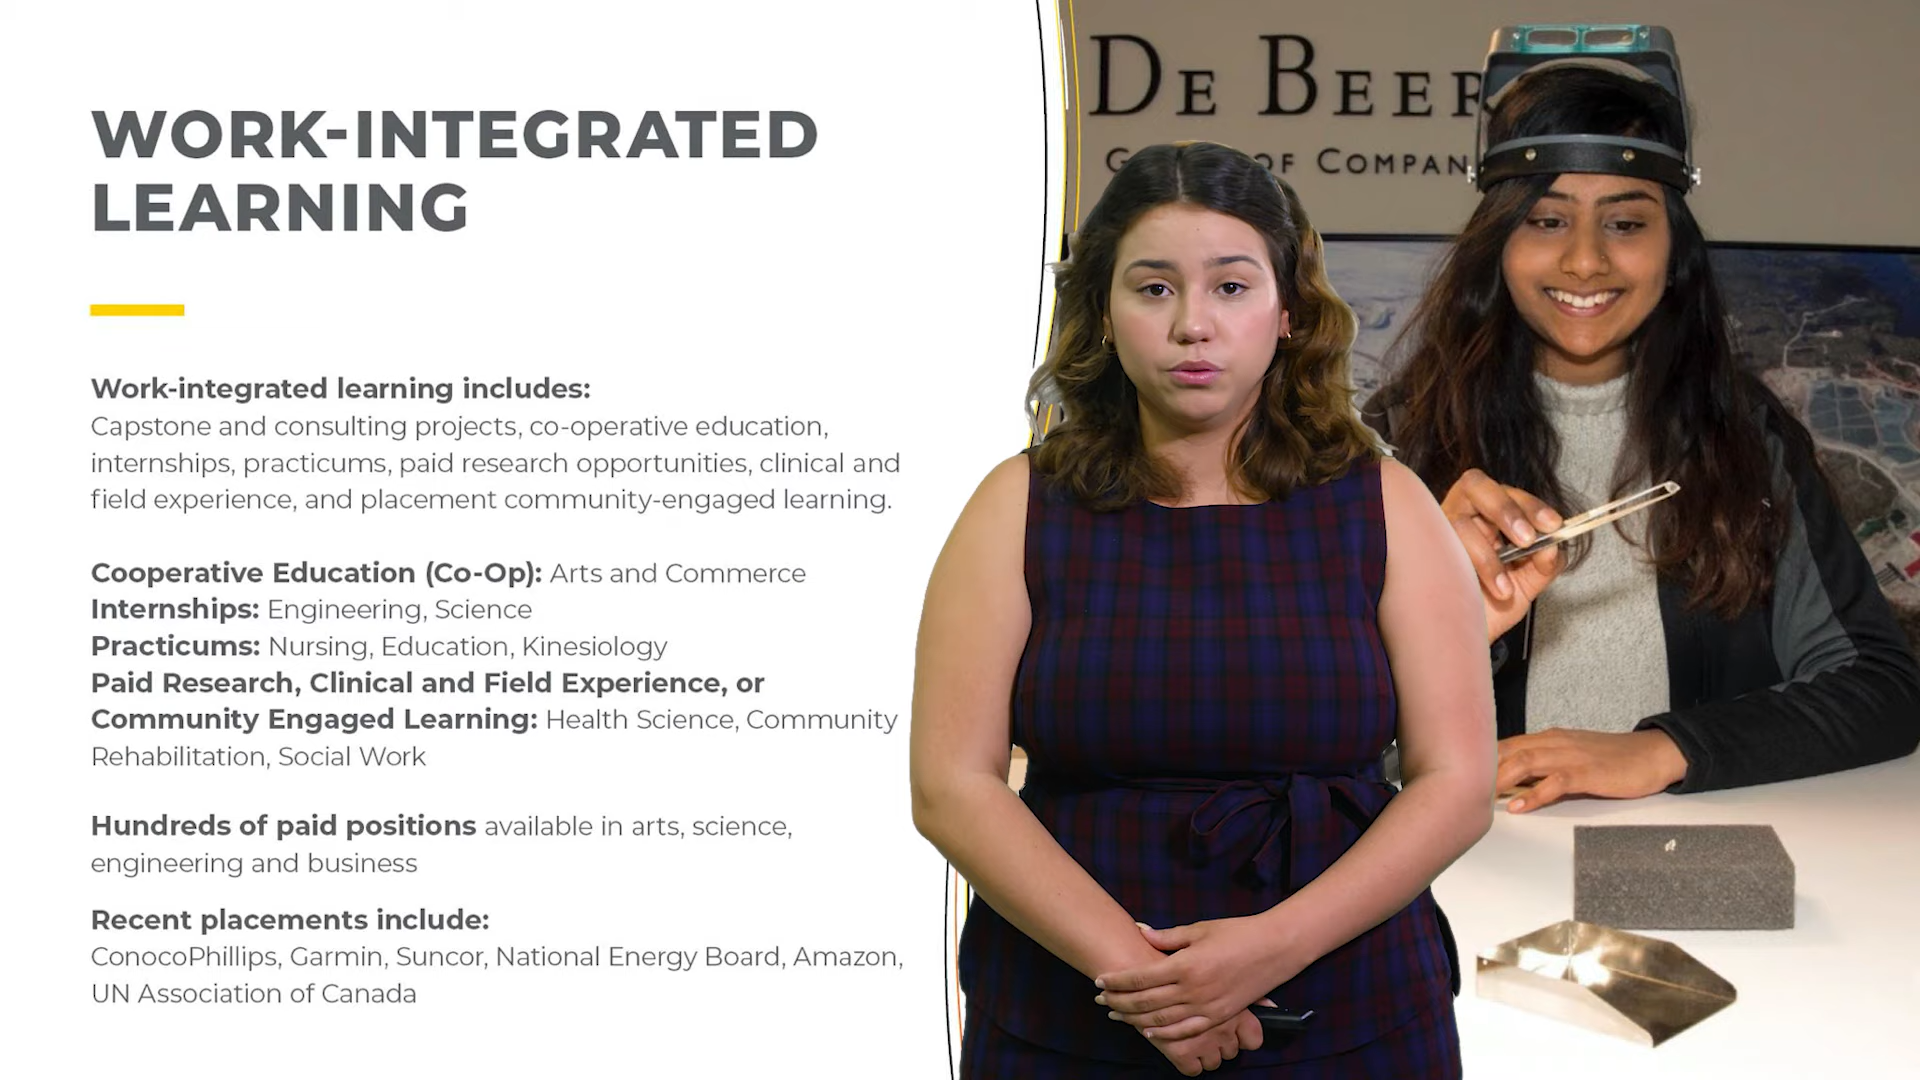 WORK-INTEGRATED
LEARNING
Work-integrated learning includes:
Capstone and consulting projects, co-operative education,
internships, practicums, paid research opportunities, clinical and
field experience, and placement community-engaged learning.
Cooperative Education (Co-Op): Arts and Commerce
Internships: Engineering, Science
Practicums: Nursing, Education, Kinesiology
Paid Research, Clinical and Field Experience, or
Community Engaged Learning: Health Science, Community
Rehabilitation, Social Work
Hundreds of paid positions available in arts, science,
engineering and business
Recent placements include:
ConocoPhillips, Garmin, Suncor, National Energy Board, Amazon,
UN Association of Canada
DE BEER
OF COMPAN